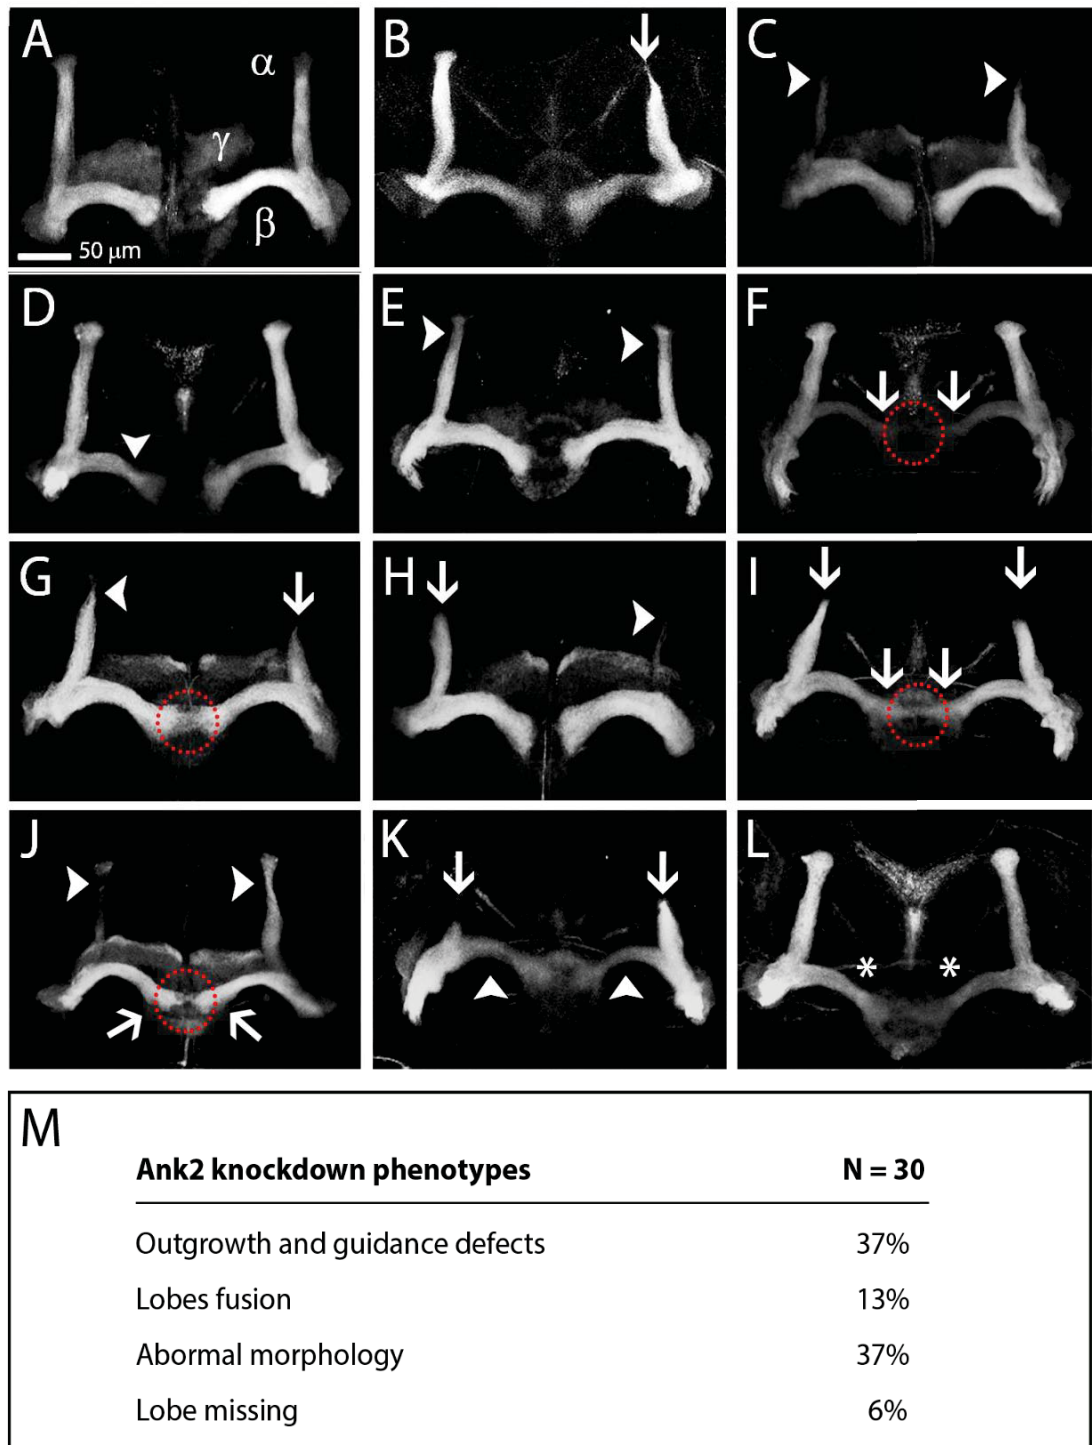 A
α
γ
β
50 μm
B
C
D
E
F
G
H
I
J
K
L
*
*
M
Ank2 knockdown phenotypes N = 30
Outgrowth and guidance defects 37%
Lobes fusion 13%
Abormal morphology 37%
Lobe missing 6%